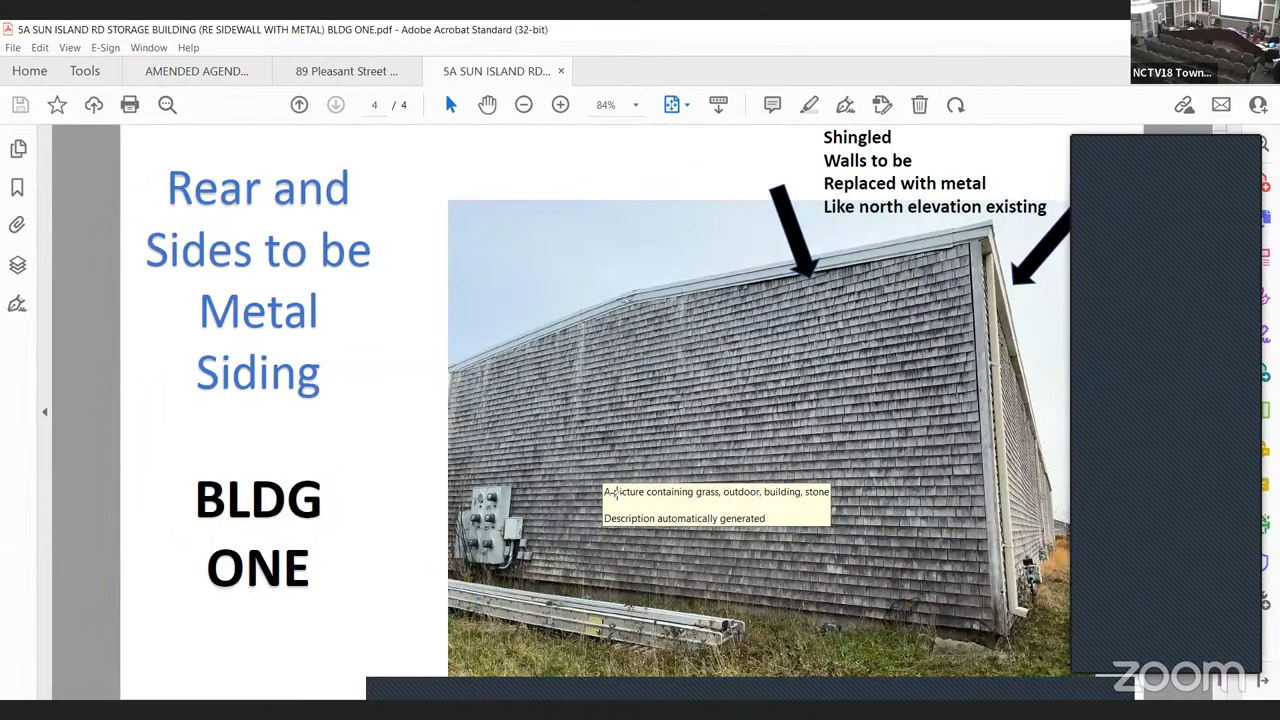 5A SUN ISLAND RD STORAGE BUILDING (RE SIDEWALL WITH METAL) BLDG ONE.pdf - Adobe Acrobat Standard (32-bit)
File Edit View E-Sign Window Help
Home Tools AMENDED AGEND... 89 Pleasant Street ... 5A SUN ISLAND RD... ×
NCTV18 Town...
4 / 4 84%
Shingled
Walls to be
Replaced with metal
Like north elevation existing
Rear and
Sides to be
Metal
Siding
BLDG
ONE
A picture containing grass, outdoor, building, stone
Description automatically generated
zoom